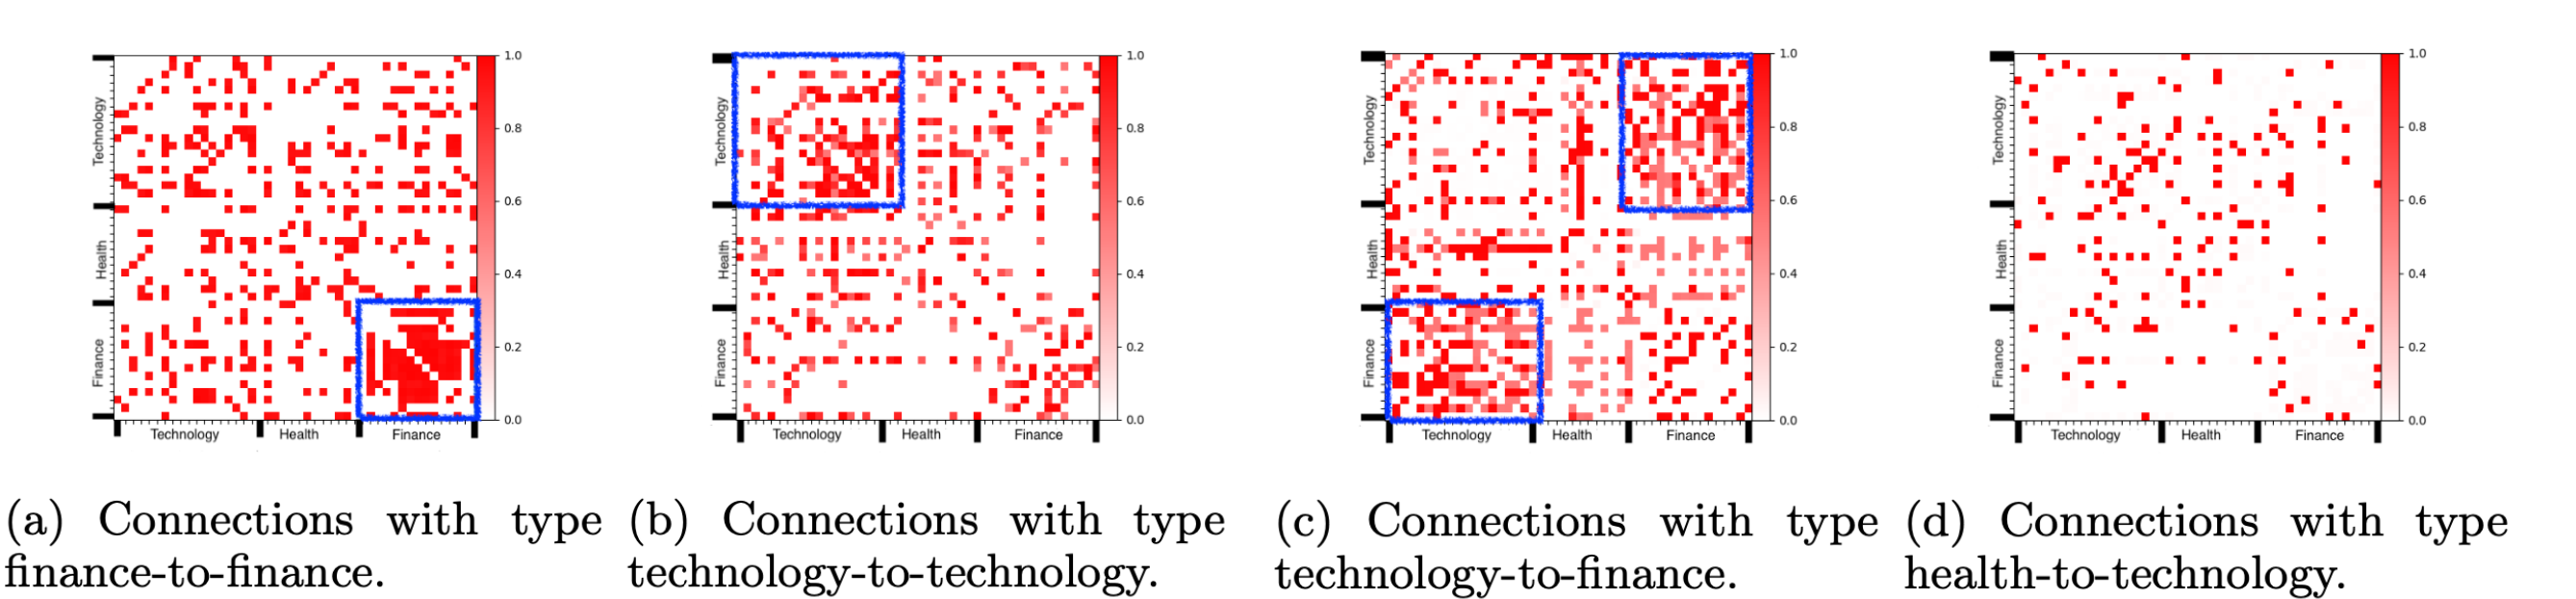 1.0
0.8
0.6
0.4
0.2
0.0
Technology
Health
Finance
Technology Health Finance
1.0
0.8
0.6
0.4
0.2
0.0
Technology
Health
Finance
Technology Health Finance
1.0
0.8
0.6
0.4
0.2
0.0
Technology
Health
Finance
Technology Health Finance
1.0
0.8
0.6
0.4
0.2
0.0
Technology
Health
Finance
Technology Health Finance
(a) Connections with type
finance-to-finance.
(b) Connections with type
technology-to-technology.
(c) Connections with type
technology-to-finance.
(d) Connections with type
health-to-technology.